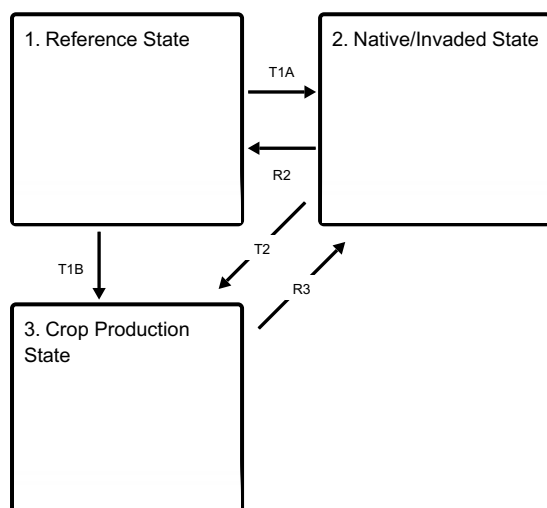 1. Reference State
2. Native/Invaded State
T1A
R2
T1B
T2
R3
3. Crop Production
State